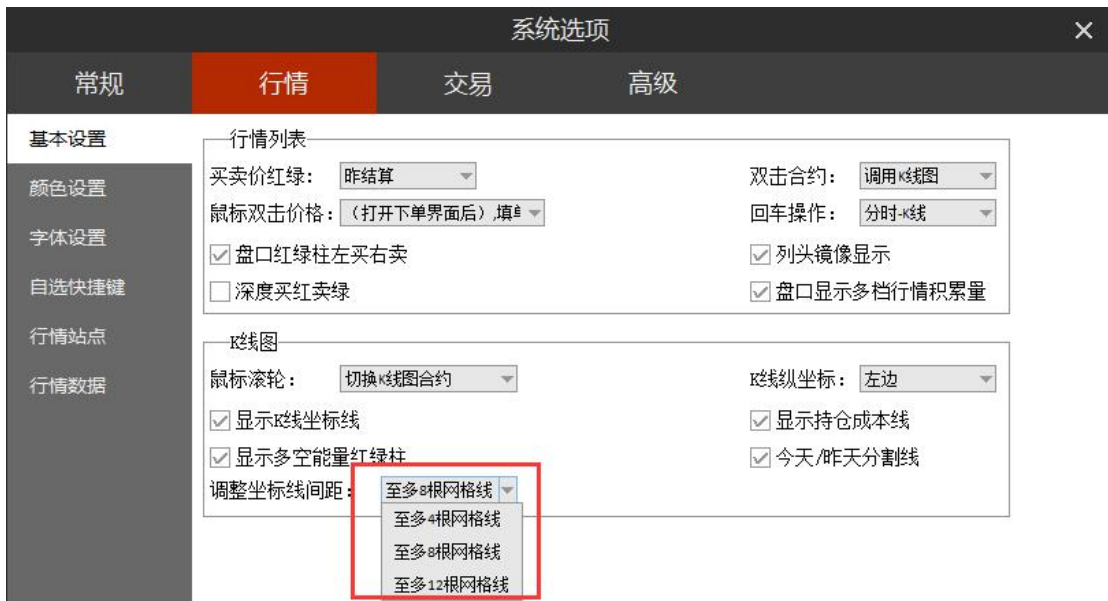 系统选项
常规 行情 交易 高级
基本设置
颜色设置
字体设置
自选快捷键
行情站点
行情数据
行情列表
买卖价红绿: 昨结算 双击合约: 调用K线图
鼠标双击价格: （打开下单界面后）,填单 回车操作: 分时-K线
盘口红绿柱左买右卖 列头镜像显示
深度买红卖绿 盘口显示多档行情积累量
K线图
鼠标滚轮: 切换K线图合约 K线纵坐标: 左边
显示K线坐标线 显示持仓成本线
显示多空能量红绿柱 今天/昨天分割线
调整坐标线间距: 至多8根网格线
至多4根网格线
至多8根网格线
至多12根网格线